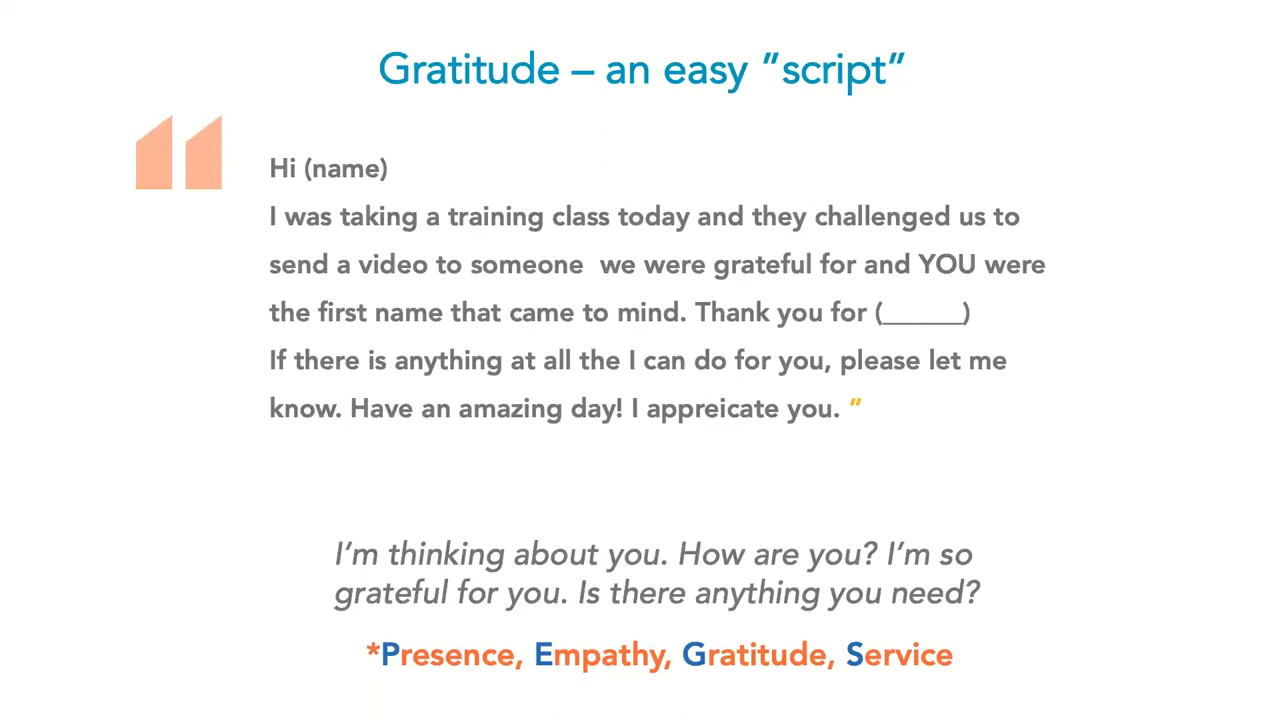 Gratitude – an easy ”script”
Hi (name)
I was taking a training class today and they challenged us to
send a video to someone  we were grateful for and YOU were
the first name that came to mind. Thank you for (______)
If there is anything at all the I can do for you, please let me
know. Have an amazing day! I appreicate you. ”
I’m thinking about you. How are you? I’m so
grateful for you. Is there anything you need?
*Presence, Empathy, Gratitude, Service